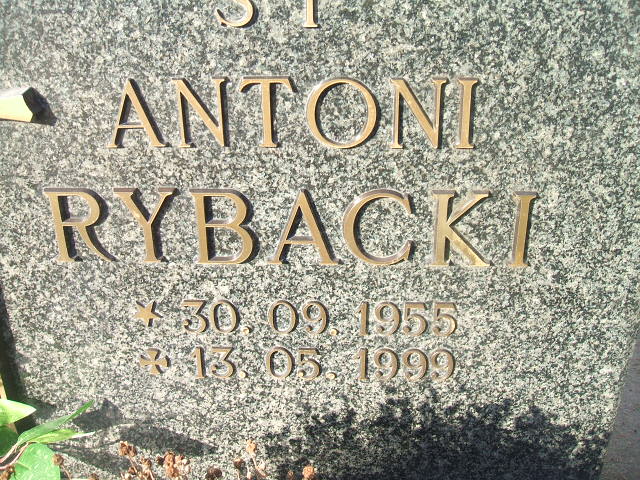 ANTONI
RYBACKI
★ 30. 09. 1955
✠ 13. 05. 1999